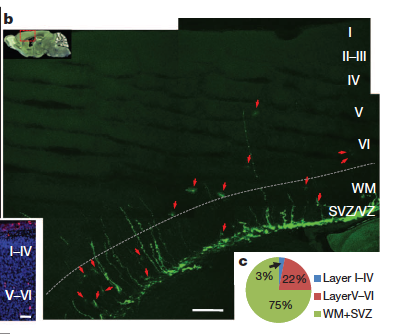 b
I
II–III
IV
V
VI
WM
SVZ/VZ
I–IV
V–VI
c
3%
22%
75%
Layer I–IV
LayerV–VI
WM+SVZ